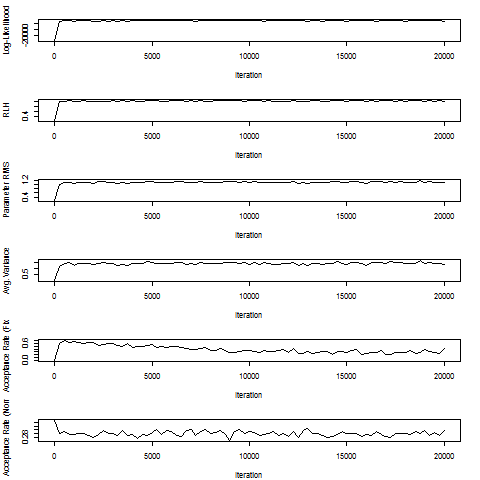 Log-Likelihood
-20000
0 5000 10000 15000 20000
Iteration
RLH
0.4
0 5000 10000 15000 20000
Iteration
Parameter RMS
0.4 1.2
0 5000 10000 15000 20000
Iteration
Avg. Variance
0.5
0 5000 10000 15000 20000
Iteration
Acceptance Rate (Fix
0.0 0.6
0 5000 10000 15000 20000
Iteration
Acceptance Rate (Norr
0.28
0 5000 10000 15000 20000
Iteration